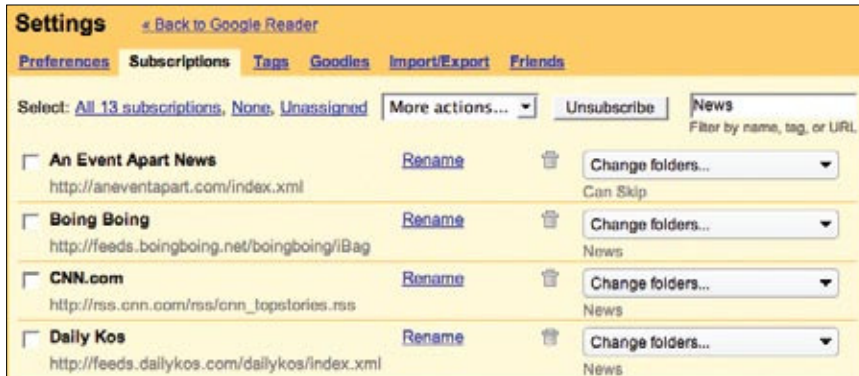 Settings « Back to Google Reader
Preferences Subscriptions Tags Goodies Import/Export Friends
Select: All 13 subscriptions, None, Unassigned More actions... Unsubscribe News
Filter by name, tag, or URL
An Event Apart News Rename Change folders...
http://aneventapart.com/index.xml Can Skip
Boing Boing Rename Change folders...
http://feeds.boingboing.net/boingboing/iBag News
CNN.com Rename Change folders...
http://rss.cnn.com/rss/cnn_topstories.rss News
Daily Kos Rename Change folders...
http://feeds.dailykos.com/dailykos/index.xml News